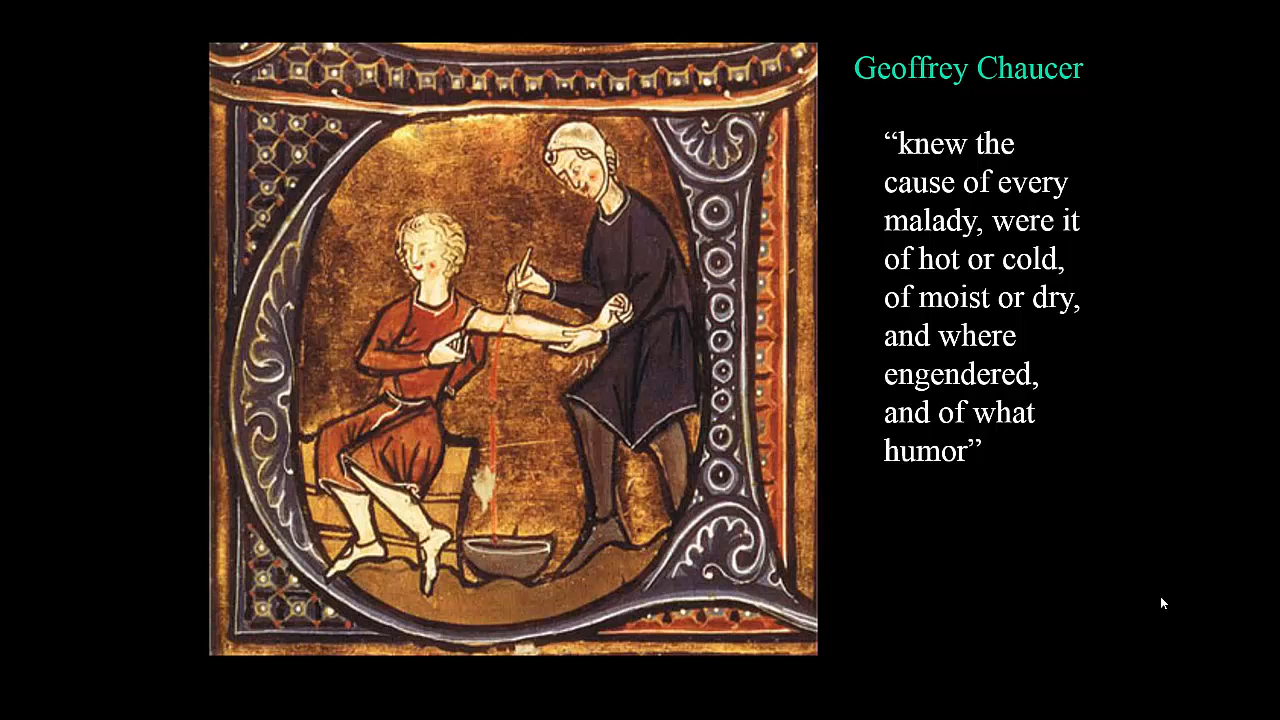 Geoffrey Chaucer
“knew the
cause of every
malady, were it
of hot or cold,
of moist or dry,
and where
engendered,
and of what
humor”